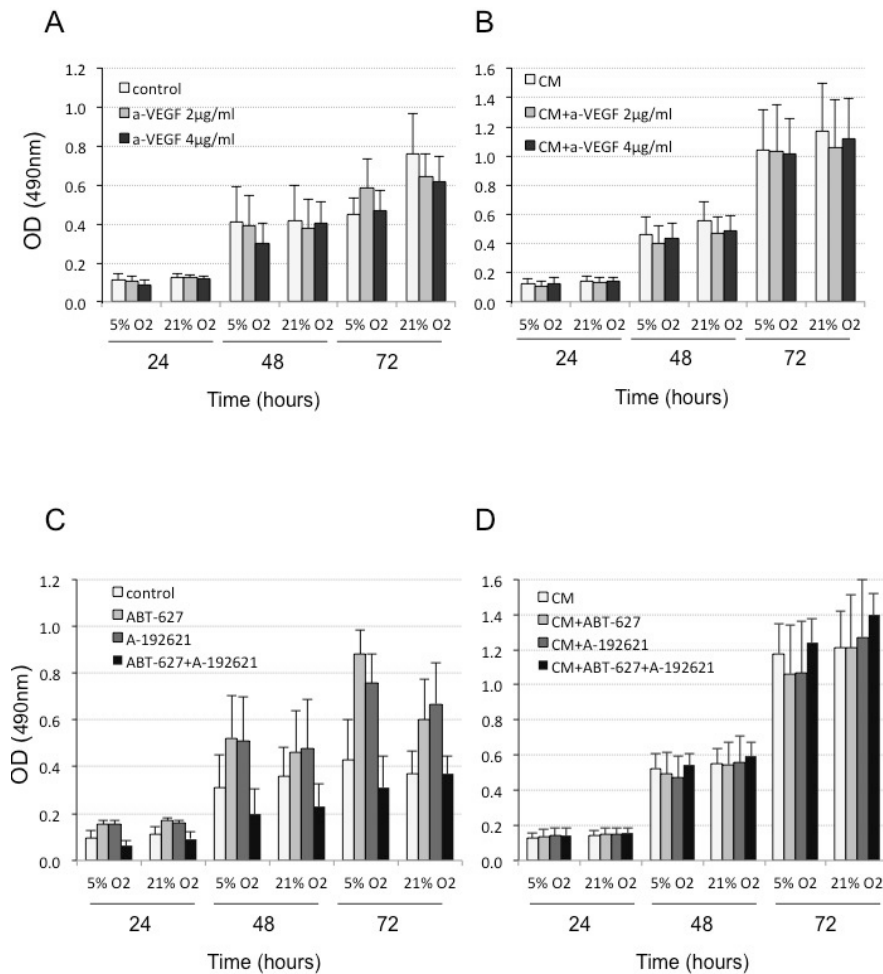 A
OD (490nm)
1.2
1.0
0.8
0.6
0.4
0.2
0.0
control
a-VEGF 2μg/ml
a-VEGF 4μg/ml
5% O2 21% O2 5% O2 21% O2 5% O2 21% O2
24 48 72
Time (hours)
B
1.6
1.4
1.2
1.0
0.8
0.6
0.4
0.2
0.0
CM
CM+a-VEGF 2μg/ml
CM+a-VEGF 4μg/ml
5% O2 21% O2 5% O2 21% O2 5% O2 21% O2
24 48 72
Time (hours)
C
OD (490nm)
1.2
1.0
0.8
0.6
0.4
0.2
0.0
control
ABT-627
A-192621
ABT-627+A-192621
5% O2 21% O2 5% O2 21% O2 5% O2 21% O2
24 48 72
Time (hours)
D
1.6
1.4
1.2
1.0
0.8
0.6
0.4
0.2
0.0
CM
CM+ABT-627
CM+A-192621
CM+ABT-627+A-192621
5% O2 21% O2 5% O2 21% O2 5% O2 21% O2
24 48 72
Time (hours)